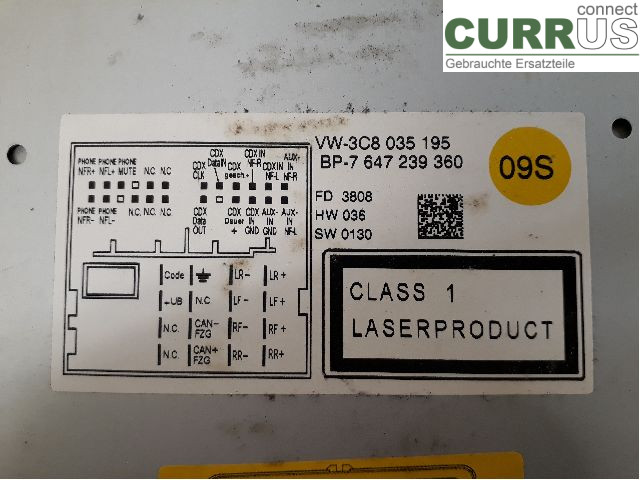 connect
CURRUS
Gebrauchte Ersatzteile
VW-3C8 035 195
BP-7 647 239 360
09S
FD 3808
HW 036
SW 0130
CLASS 1
LASERPRODUCT
PHONE NFR+ PHONE NFL+ PHONE MUTE N.C. N.C.
CDX CLK CDX DataIN CDX gesch.+ CDX IN NF-R CDX IN NF-L AUX- IN NF-R
PHONE NFR- PHONE NFL- N.C. N.C. N.C.
CDX Data OUT CDX Dauer + CDX IN GND AUX- IN GND AUX- IN NF-L
Code LR- LR+
+UB N.C. LF- LF+
N.C. CAN- FZG RF- RF+
N.C. CAN+ FZG RR- RR+